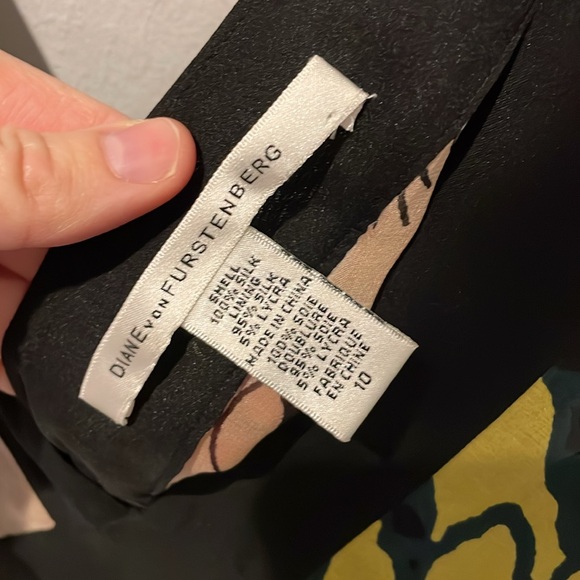 DIANE VON FURSTENBERG
SHELL
100% SILK
LINING
95% SILK
5% LYCRA
MADE IN CHINA
100% SOIE
DOUBLURE
95% SOIE
5% LYCRA
FABRIQUE
EN CHINE
10